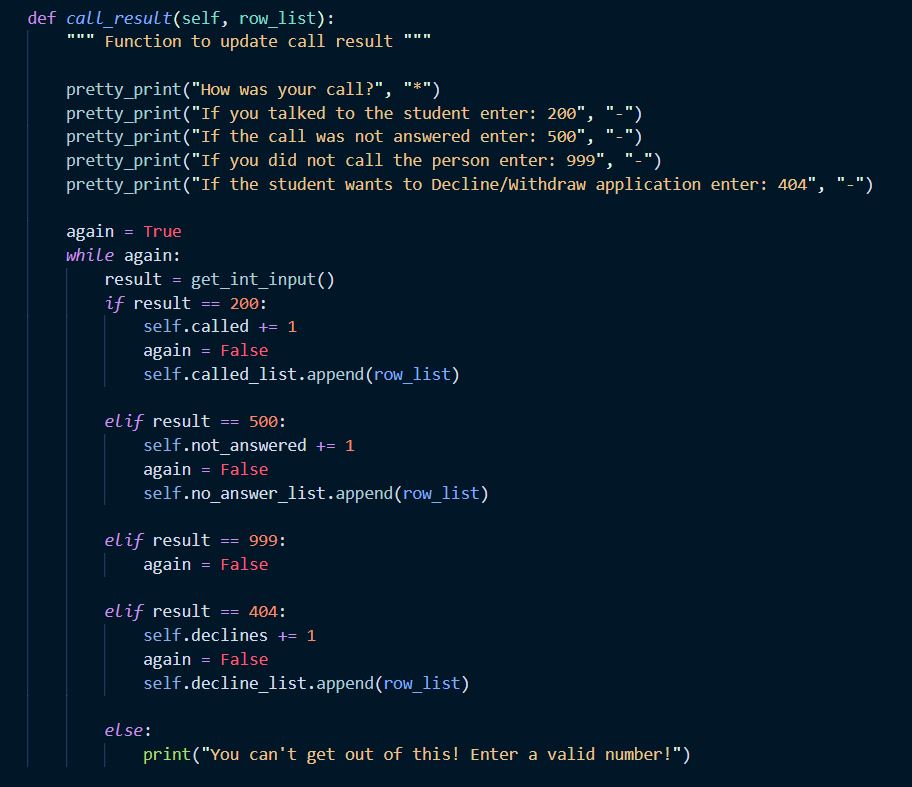 def call_result(self, row_list):
    """ Function to update call result """

    pretty_print("How was your call?", "*")
    pretty_print("If you talked to the student enter: 200", "-")
    pretty_print("If the call was not answered enter: 500", "-")
    pretty_print("If you did not call the person enter: 999", "-")
    pretty_print("If the student wants to Decline/Withdraw application enter: 404", "-")

    again = True
    while again:
        result = get_int_input()
        if result == 200:
            self.called += 1
            again = False
            self.called_list.append(row_list)

        elif result == 500:
            self.not_answered += 1
            again = False
            self.no_answer_list.append(row_list)

        elif result == 999:
            again = False

        elif result == 404:
            self.declines += 1
            again = False
            self.decline_list.append(row_list)

        else:
            print("You can't get out of this! Enter a valid number!")